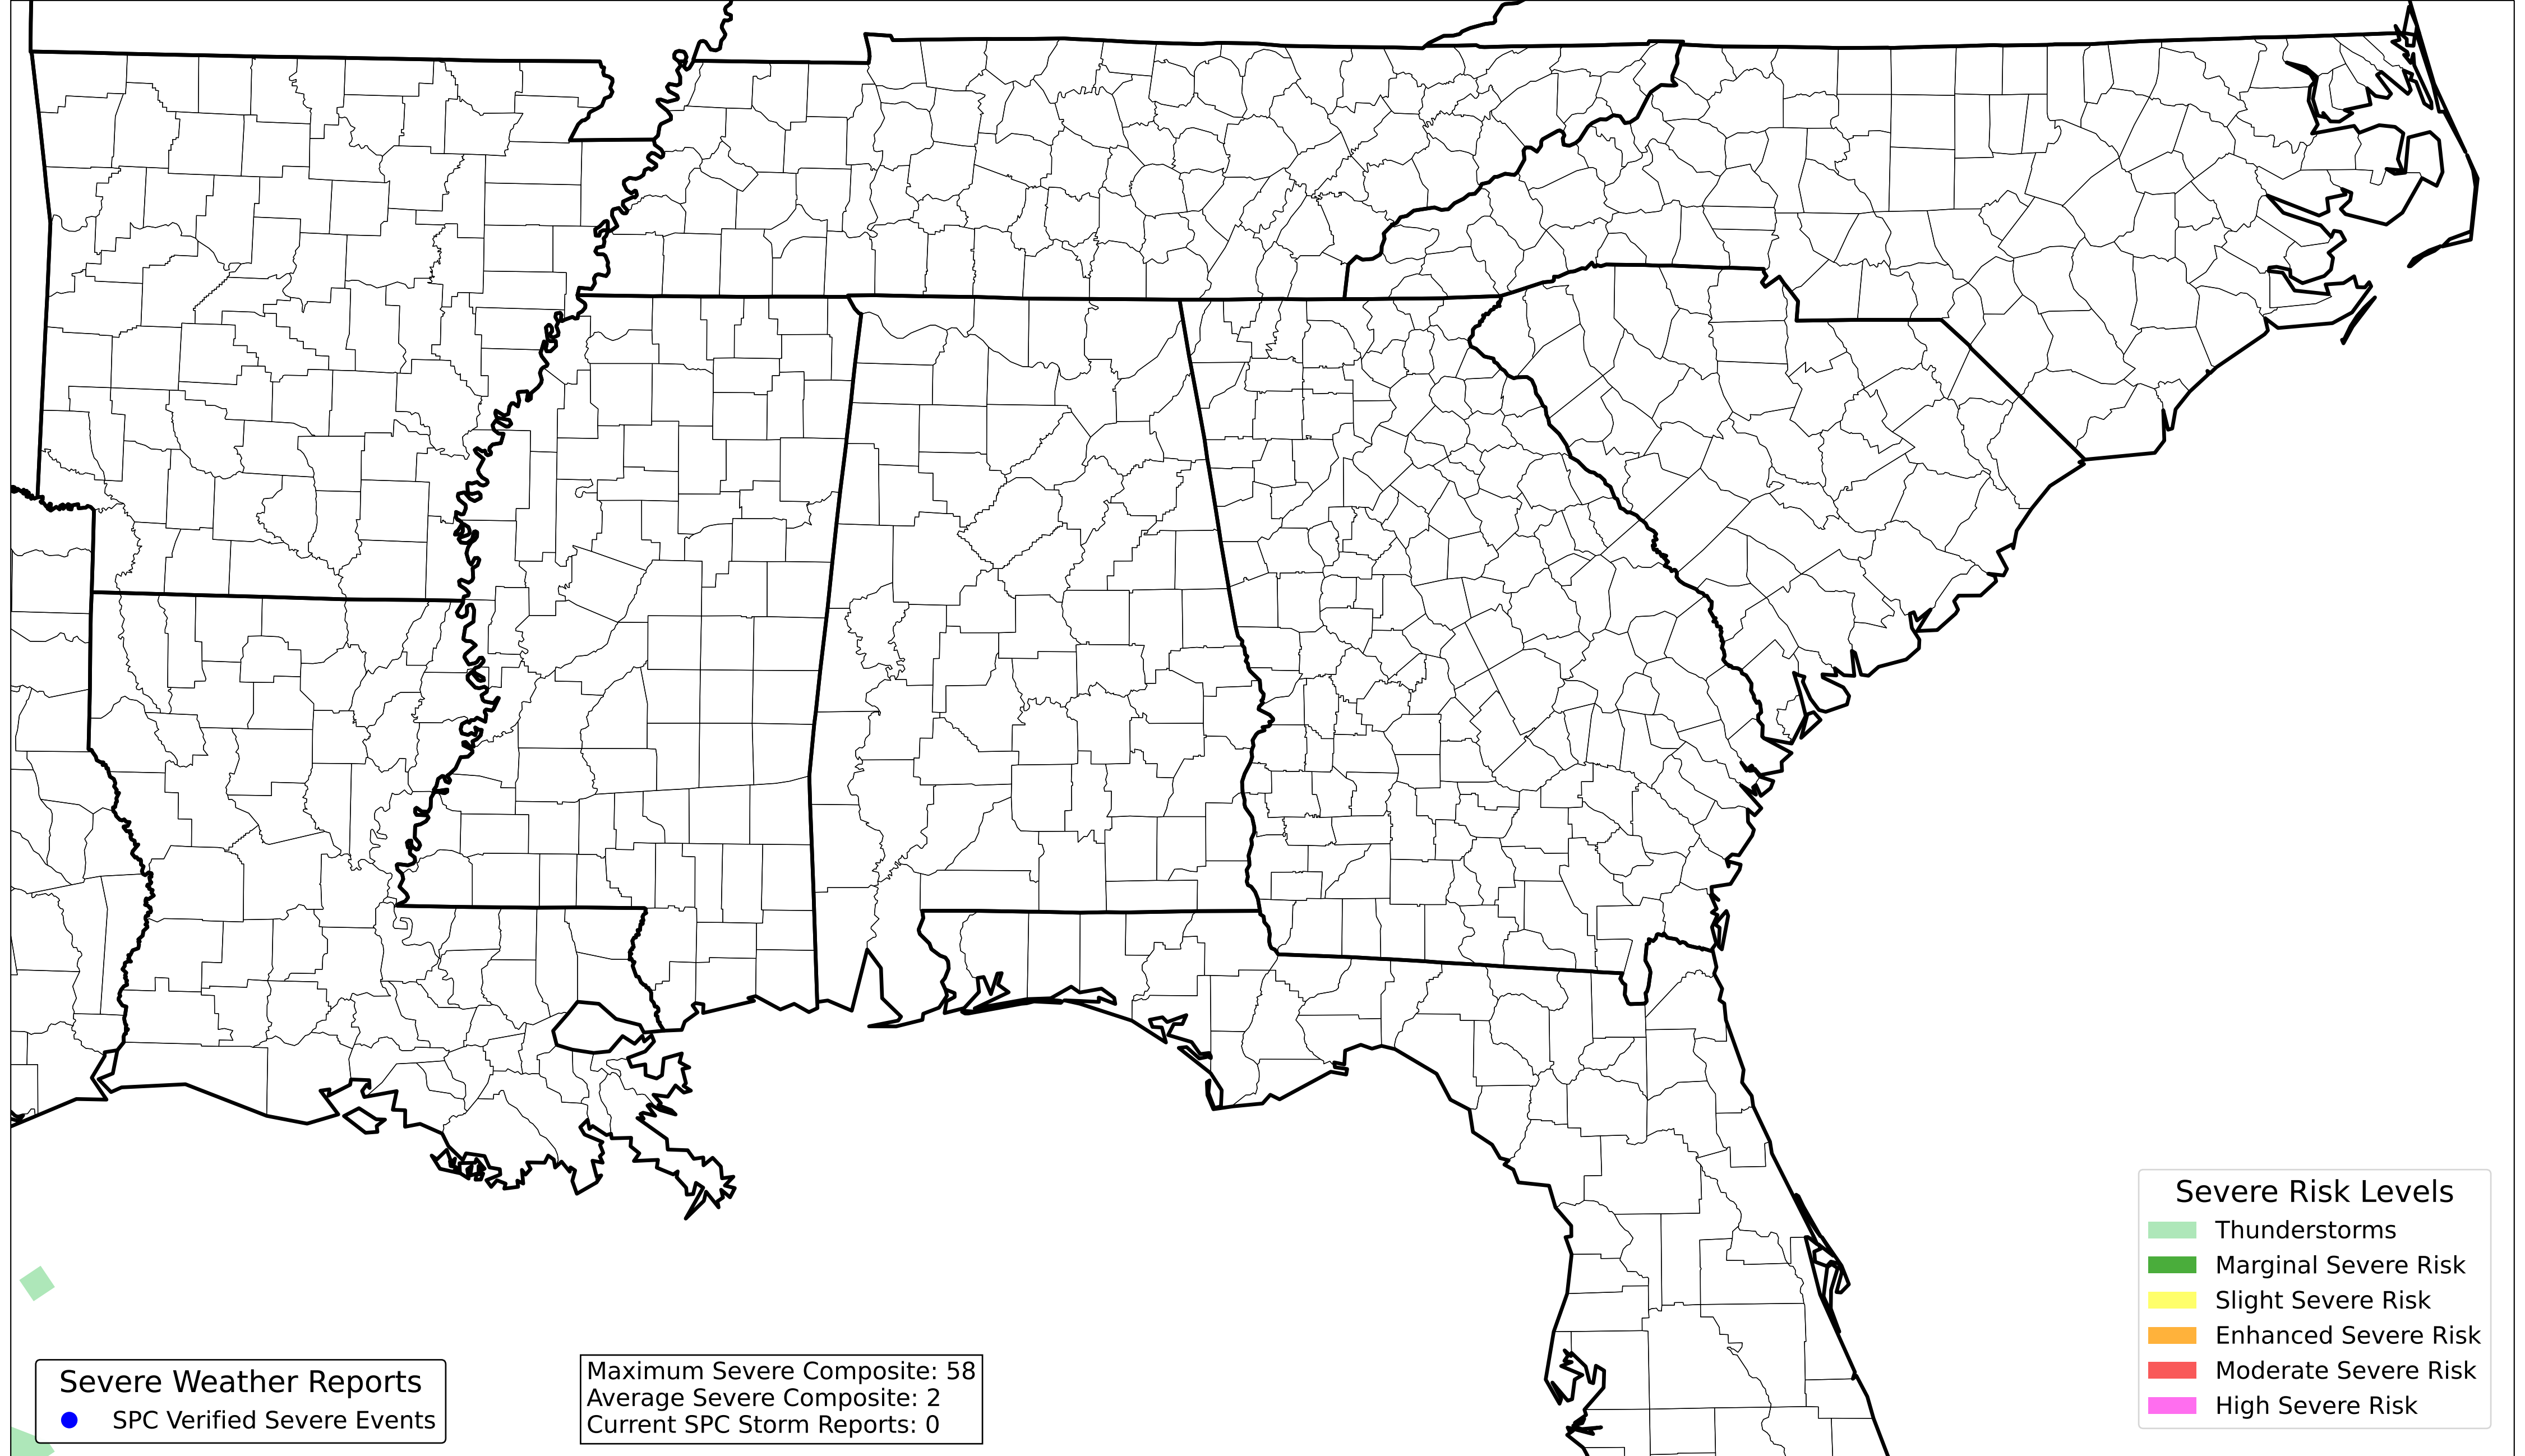 Severe Weather Reports
SPC Verified Severe Events
Maximum Severe Composite: 58
Average Severe Composite: 2
Current SPC Storm Reports: 0
Severe Risk Levels
Thunderstorms
Marginal Severe Risk
Slight Severe Risk
Enhanced Severe Risk
Moderate Severe Risk
High Severe Risk